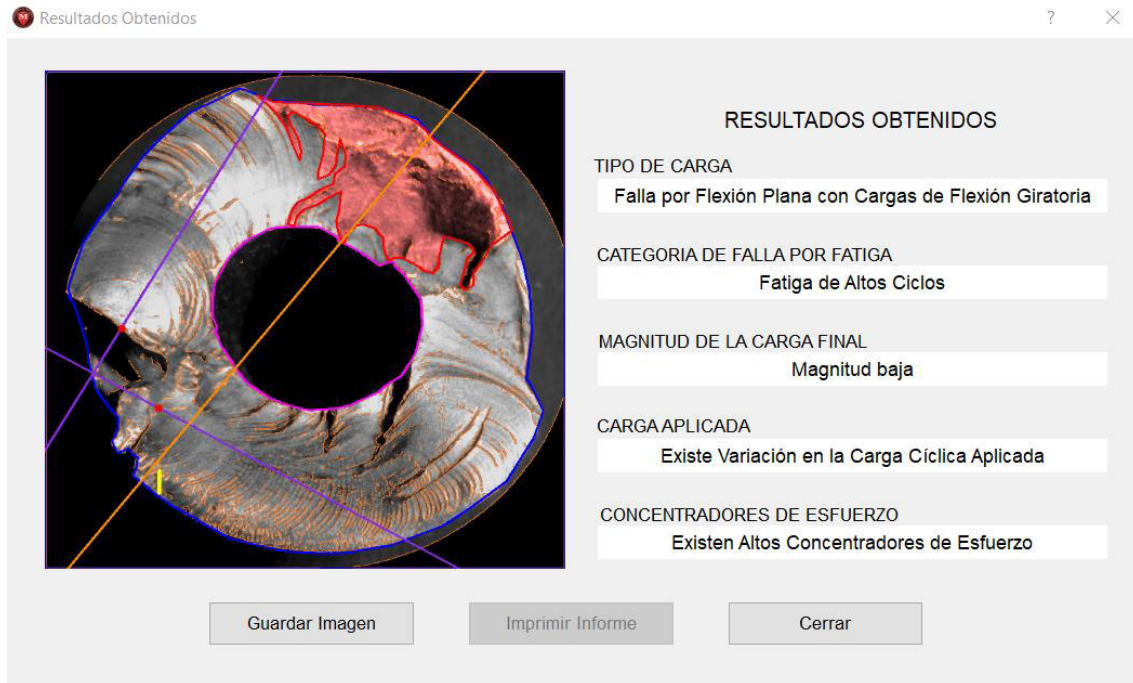 Resultados Obtenidos
?
RESULTADOS OBTENIDOS
TIPO DE CARGA
Falla por Flexión Plana con Cargas de Flexión Giratoria
CATEGORIA DE FALLA POR FATIGA
Fatiga de Altos Ciclos
MAGNITUD DE LA CARGA FINAL
Magnitud baja
CARGA APLICADA
Existe Variación en la Carga Cíclica Aplicada
CONCENTRADORES DE ESFUERZO
Existen Altos Concentradores de Esfuerzo
Guardar Imagen
Imprimir Informe
Cerrar